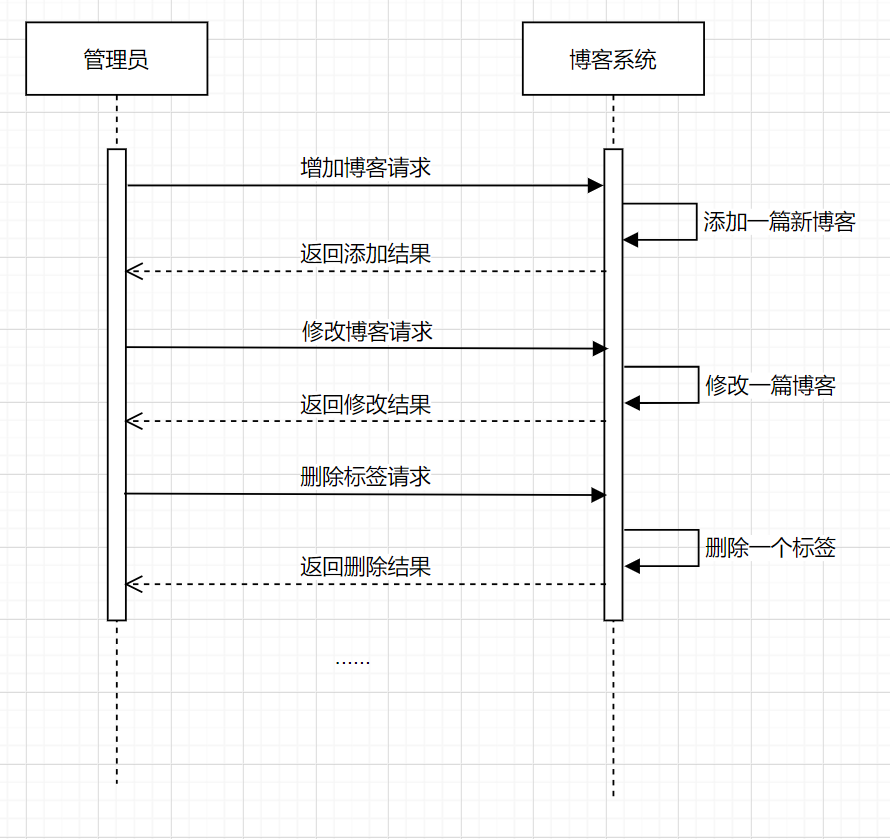 管理员
博客系统
增加博客请求
添加一篇新博客
返回添加结果
修改博客请求
修改一篇博客
返回修改结果
删除标签请求
删除一个标签
返回删除结果
......